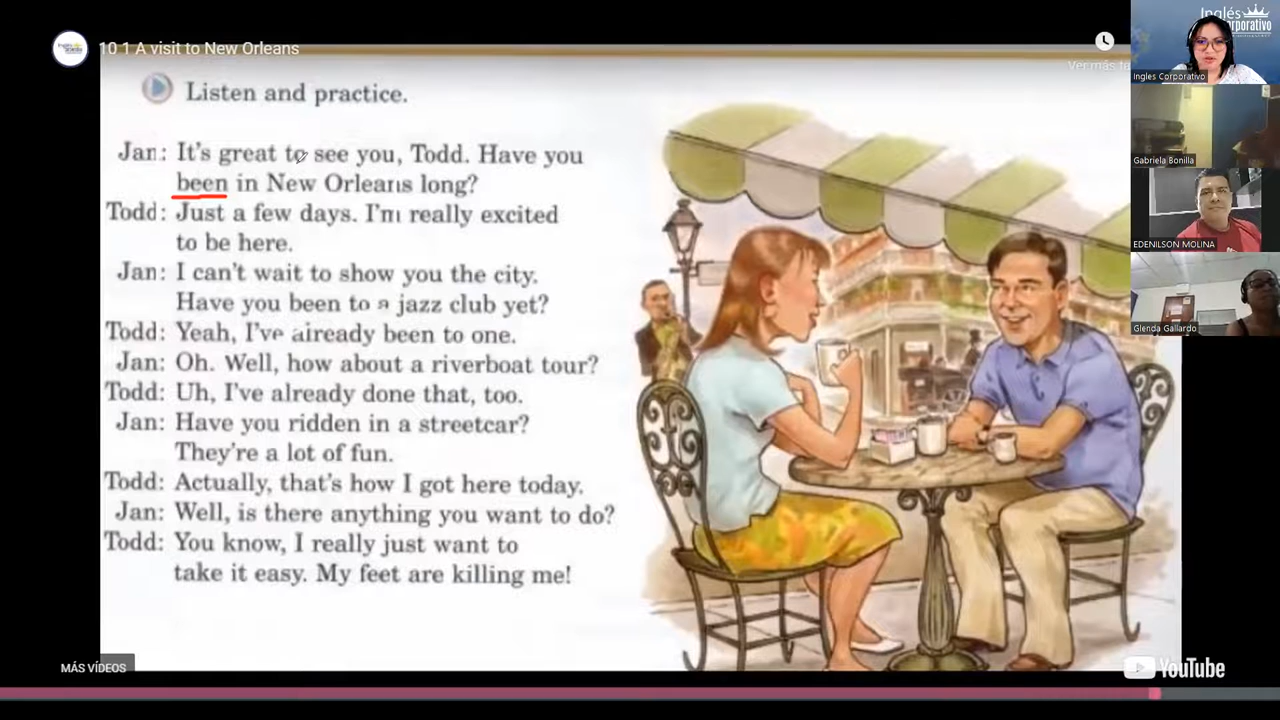 10 1 A visit to New Orleans
Ver más ta
Listen and practice.
Jan: It's great to see you, Todd. Have you
been in New Orleans long?
Todd: Just a few days. I'm really excited
to be here.
Jan: I can't wait to show you the city.
Have you been to a jazz club yet?
Todd: Yeah, I've already been to one.
Jan: Oh. Well, how about a riverboat tour?
Todd: Uh, I've already done that, too.
Jan: Have you ridden in a streetcar?
They're a lot of fun.
Todd: Actually, that's how I got here today.
Jan: Well, is there anything you want to do?
Todd: You know, I really just want to
take it easy. My feet are killing me!
MÁS VÍDEOS
YouTube
Inglés
Corporativo
Ingles Corporativo
Gabriela Bonilla
EDENILSON MOLINA
Glenda Gallardo